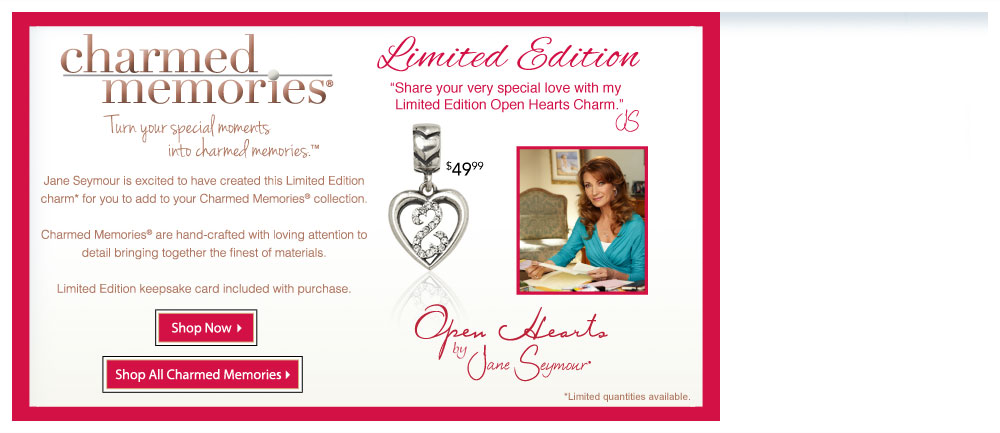 charmed
memories®
Turn your special moments
into charmed memories.™
Jane Seymour is excited to have created this Limited Edition
charm* for you to add to your Charmed Memories® collection.
Charmed Memories® are hand-crafted with loving attention to
detail bringing together the finest of materials.
Limited Edition keepsake card included with purchase.
Shop Now
Shop All Charmed Memories
Limited Edition
“Share your very special love with my
Limited Edition Open Hearts Charm.”
JS
$49.99
Open Hearts
by Jane Seymour®
*Limited quantities available.